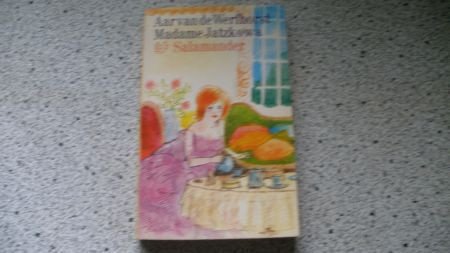 Aar van de Werfhorst
Madame Jatzkowa
Salamander